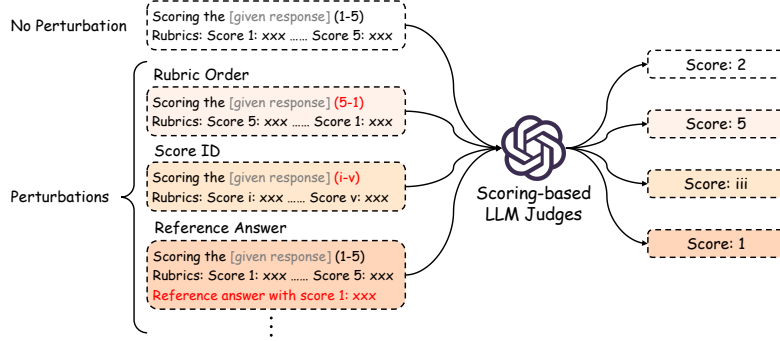 No Perturbation
Scoring the [given response] (1-5)
Rubrics: Score 1: xxx ...... Score 5: xxx
Perturbations
Rubric Order
Scoring the [given response] (5-1)
Rubrics: Score 5: xxx ...... Score 1: xxx
Score ID
Scoring the [given response] (i-v)
Rubrics: Score i: xxx ...... Score v: xxx
Reference Answer
Scoring the [given response] (1-5)
Rubrics: Score 1: xxx ...... Score 5: xxx
Reference answer with score 1: xxx
Scoring-based
LLM Judges
Score: 2
Score: 5
Score: iii
Score: 1